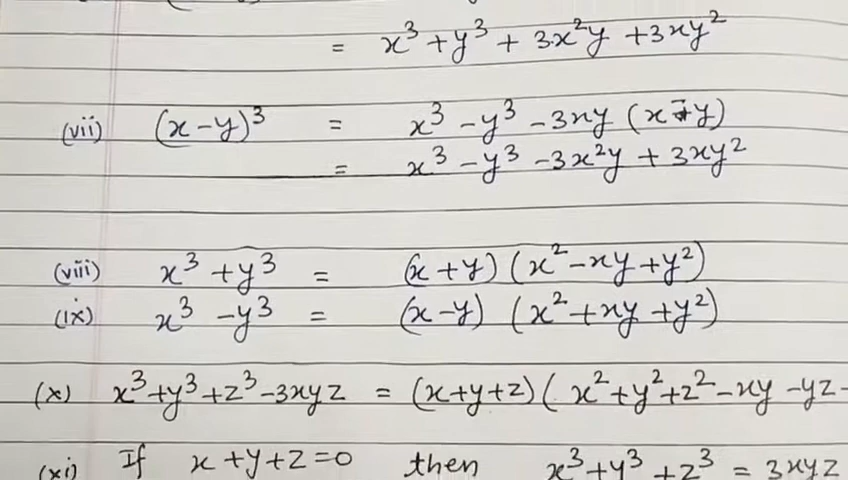 = x³ + y³ + 3x²y + 3xy²
(vii) (x - y)³ = x³ - y³ - 3xy (x - y)
= x³ - y³ - 3x²y + 3xy²
(viii) x³ + y³ = (x + y) (x² - xy + y²)
(ix) x³ - y³ = (x - y) (x² + xy + y²)
(x) x³ + y³ + z³ - 3xyz = (x + y + z) ( x² + y² + z² - xy - yz -
(xi) If x + y + z = 0 then x³ + y³ + z³ = 3xyz